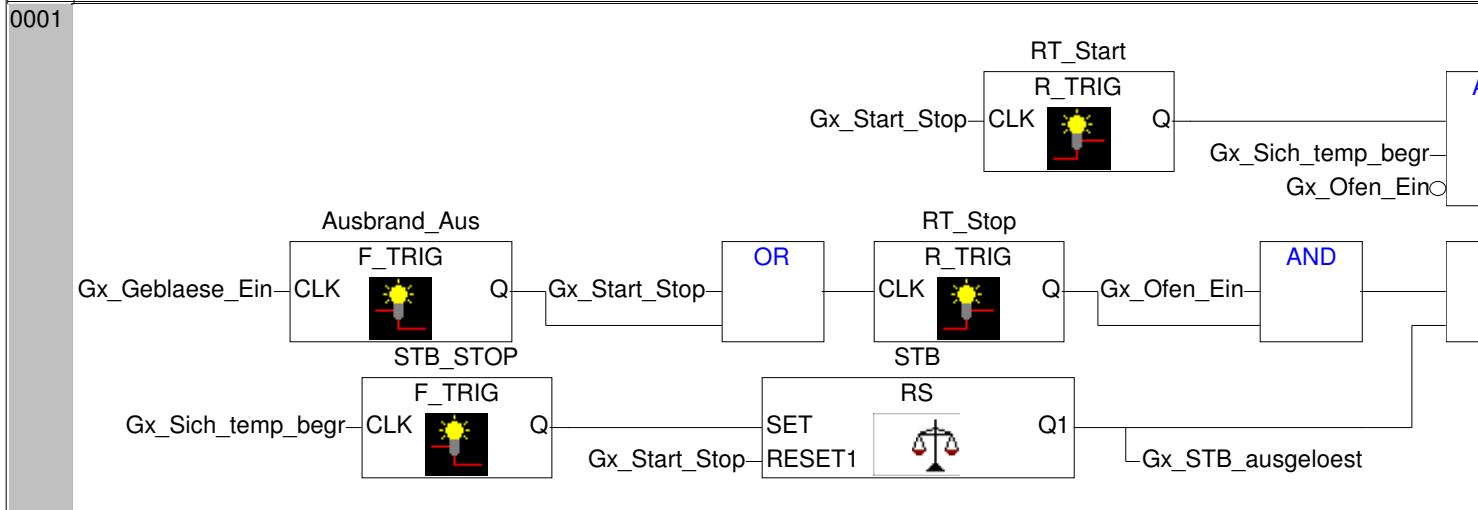 0001
RT_Start
R_TRIG
Gx_Start_Stop CLK Q
Gx_Sich_temp_begr
Gx_Ofen_Ein
Ausbrand_Aus RT_Stop
F_TRIG OR R_TRIG AND
Gx_Geblaese_Ein CLK Q Gx_Start_Stop CLK Q Gx_Ofen_Ein
STB_STOP STB
F_TRIG RS
Gx_Sich_temp_begr CLK Q SET Q1
Gx_Start_Stop RESET1 Gx_STB_ausgeloest